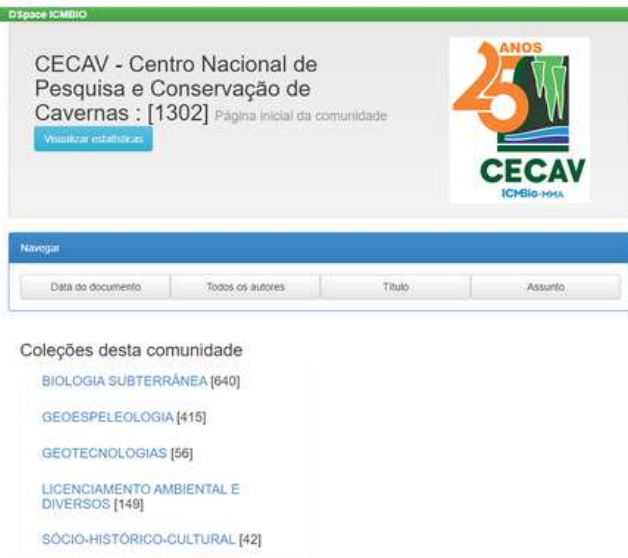 DSpace ICMBIO
CECAV - Centro Nacional de
Pesquisa e Conservação de
Cavernas : [1302] Página inicial da comunidade
Visualizar estatísticas
25 ANOS
CECAV
ICMBio-MMA
Navegar
Data do documento Todos os autores Título Assunto
Coleções desta comunidade
BIOLOGIA SUBTERRÂNEA [640]
GEOESPELEOLOGIA [415]
GEOTECNOLOGIAS [56]
LICENCIAMENTO AMBIENTAL E
DIVERSOS [149]
SÓCIO-HISTÓRICO-CULTURAL [42]